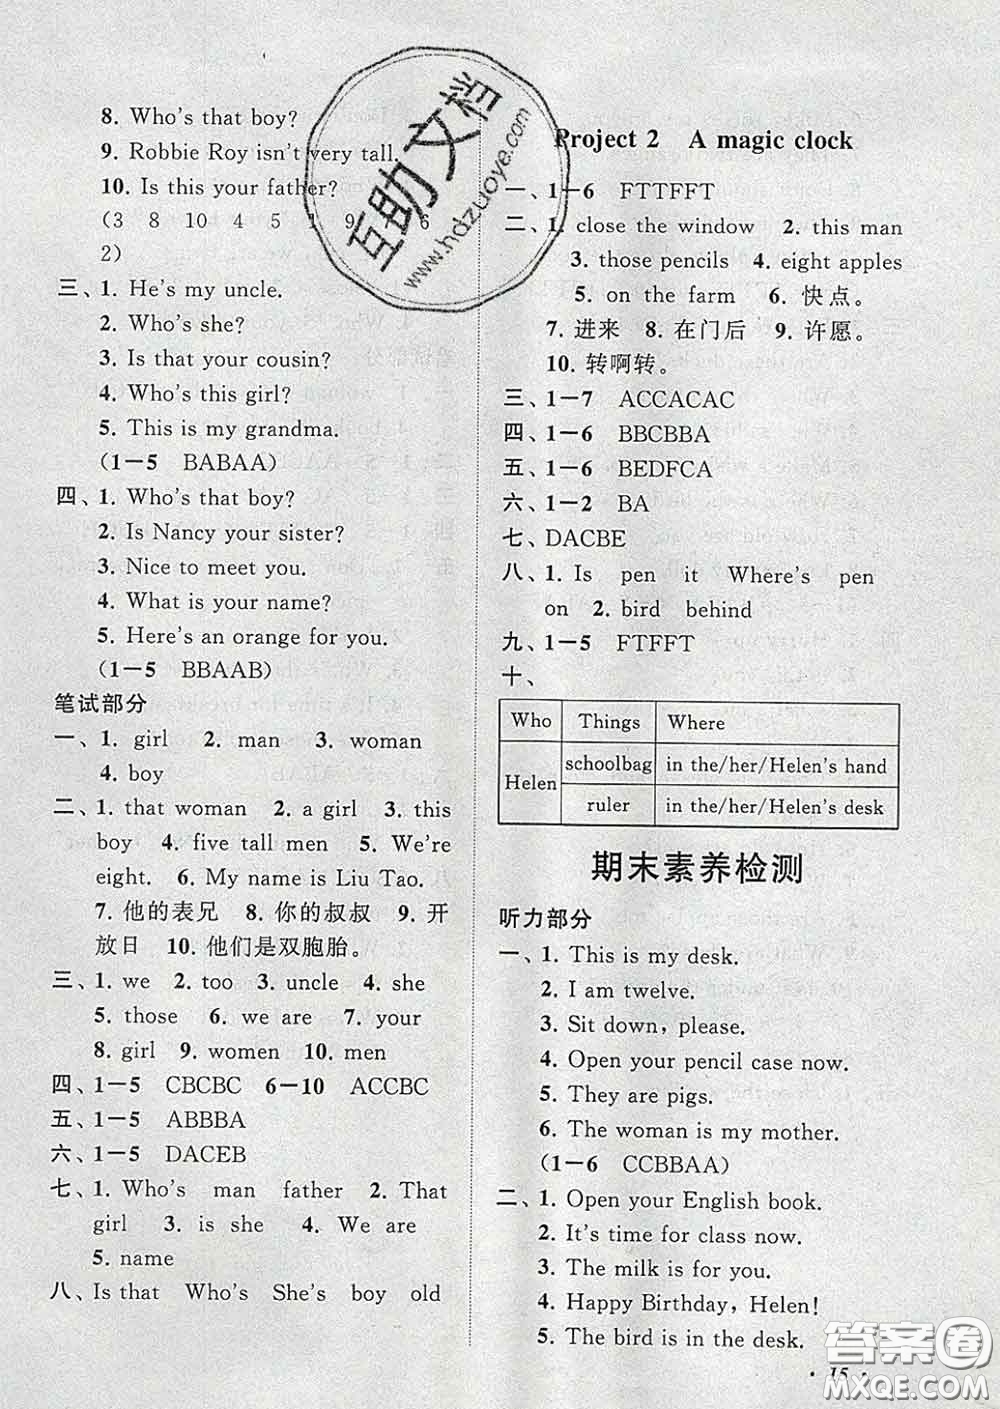 8. Who's that boy?
9. Robbie Roy isn't very tall.
10. Is this your father?
(3 8 10 4 5 1 9 6
2)
三、1. He's my uncle.
2. Who's she?
3. Is that your cousin?
4. Who's this girl?
5. This is my grandma.
(1—5 BABAA)
四、1. Who's that boy?
2. Is Nancy your sister?
3. Nice to meet you.
4. What is your name?
5. Here's an orange for you.
(1—5 BBAAB)
笔试部分
一、1. girl 2. man 3. woman
4. boy
二、1. that woman 2. a girl 3. this
boy 4. five tall men 5. We're
eight. 6. My name is Liu Tao.
7. 他的表兄 8. 你的叔叔 9. 开
放日 10. 他们是双胞胎。
三、1. we 2. too 3. uncle 4. she
5. those 6. we are 7. your
8. girl 9. women 10. men
四、1—5 CBCBC 6—10 ACCBC
五、1—5 ABBBA
六、1—5 DACEB
七、1. Who's man father 2. That
girl 3. is she 4. We are
5. name
八、Is that Who's She's boy old
Project 2 A magic clock
一、1—6 FTTFFT
二、1. close the window 2. this man
3. those pencils 4. eight apples
5. on the farm 6. 快点。
7. 进来 8. 在门后 9. 许愿。
10. 转啊转。
三、1—7 ACCACAC
四、1—6 BBCBBA
五、1—6 BEDFCA
六、1—2 BA
七、DACBE
八、1. Is pen it Where's pen
on 2. bird behind
九、1—5 FTFFT
十、
Who Things Where
Helen schoolbag in the/her/Helen's hand
ruler in the/her/Helen's desk
期末素养检测
听力部分
一、1. This is my desk.
2. I am twelve.
3. Sit down, please.
4. Open your pencil case now.
5. They are pigs.
6. The woman is my mother.
(1—6 CCBBAA)
二、1. Open your English book.
2. It's time for class now.
3. The milk is for you.
4. Happy Birthday, Helen!
5. The bird is in the desk.
· 15 ·
互助文档
www.hdzuoye.com
答案圈
MXQE.COM